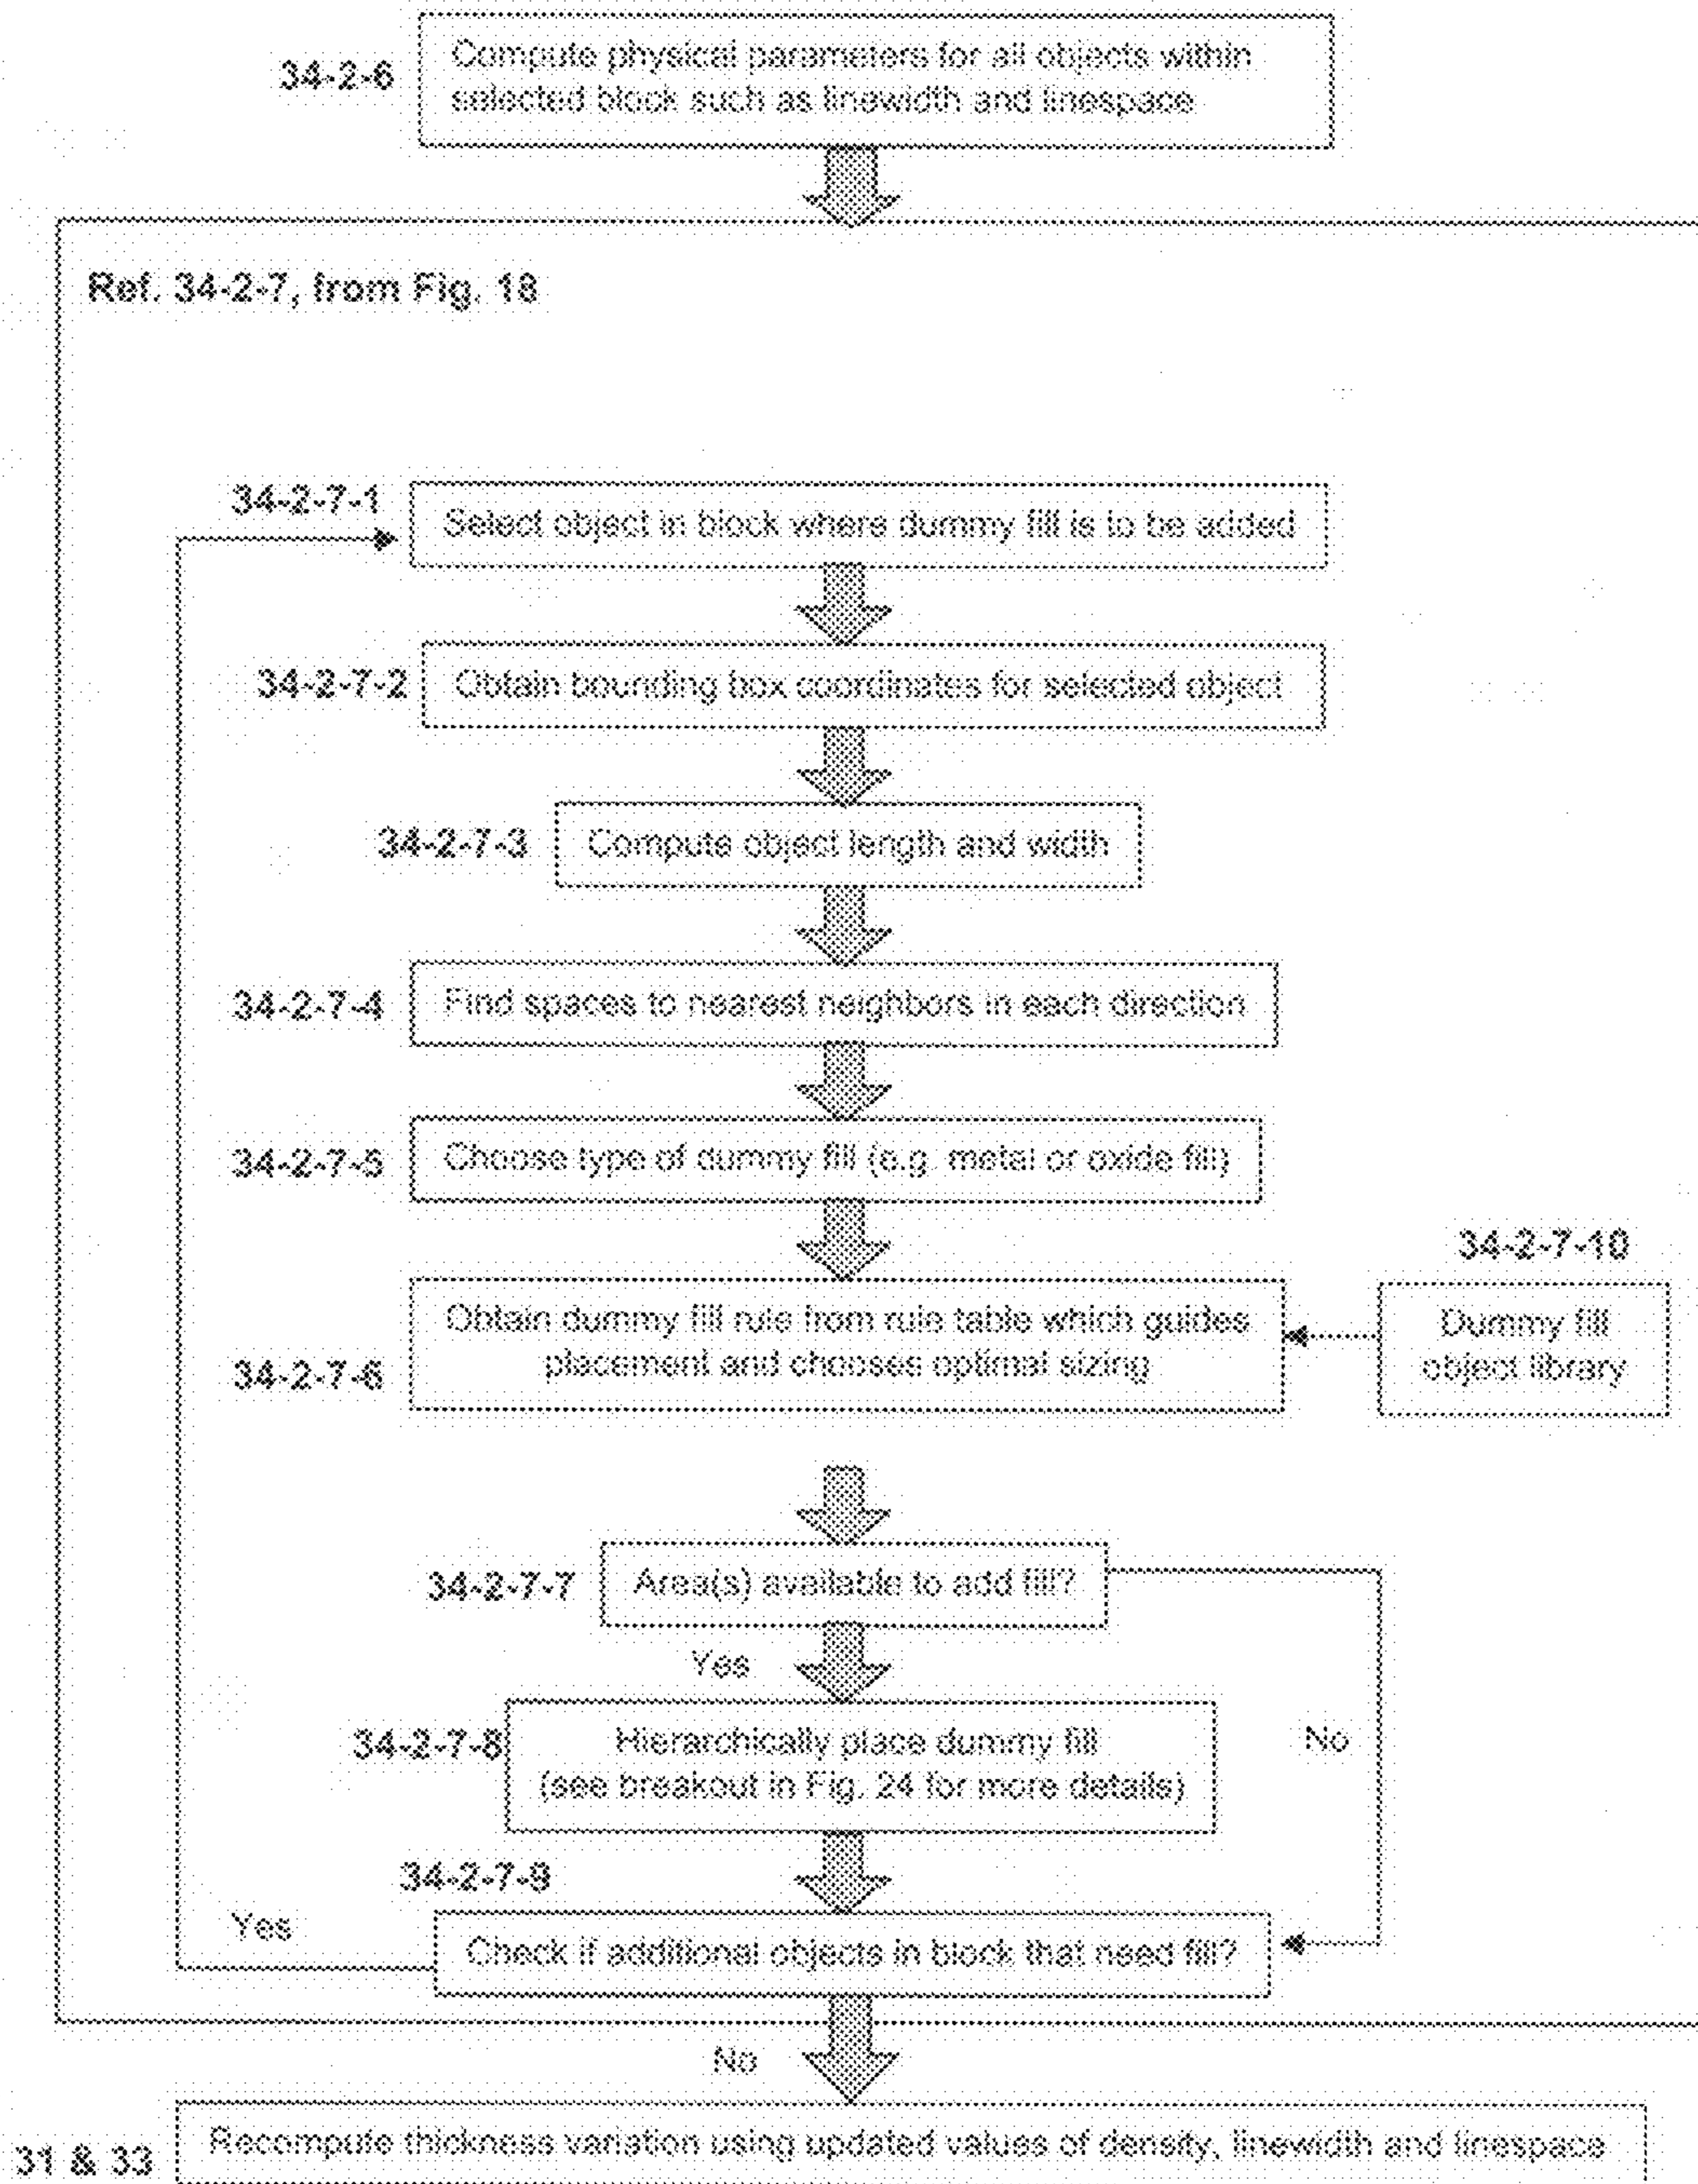 34-2-6
Compute physical parameters for all objects within
selected block such as linewidth and linespace
Ref. 34-2-7, from Fig. 18
34-2-7-1
Select object in block where dummy fill is to be added
34-2-7-2
Obtain bounding box coordinates for selected object
34-2-7-3
Compute object length and width
34-2-7-4
Find spaces to nearest neighbors in each direction
34-2-7-5
Choose type of dummy fill (e.g. metal or oxide fill)
34-2-7-10
34-2-7-6
Obtain dummy fill rule from rule table which guides
placement and chooses optimal sizing
Dummy fill
object library
34-2-7-7
Area(s) available to add fill?
Yes
34-2-7-8
Hierarchically place dummy fill
(see breakout in Fig. 24 for more details)
No
34-2-7-9
Yes
Check if additional objects in block that need fill?
No
31 & 33
Recompute thickness variation using updated values of density, linewidth and linespace